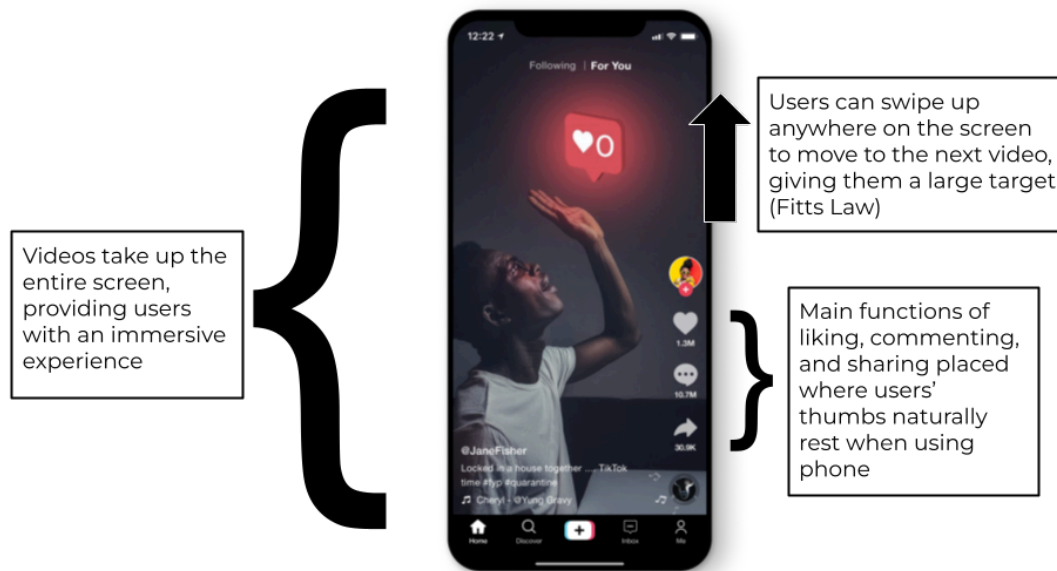 12:22
Following | For You
0
Users can swipe up
anywhere on the screen
to move to the next video,
giving them a large target
(Fitts Law)
Videos take up the
entire screen,
providing users
with an immersive
experience
1.3M
10.7M
30.9K
Main functions of
liking, commenting,
and sharing placed
where users'
thumbs naturally
rest when using
phone
@JaneFisher
Locked in a house together .... TikTok
time #fyp #quarantine
Cheryl - @Yung Gravy
Home
Discover
Inbox
Me